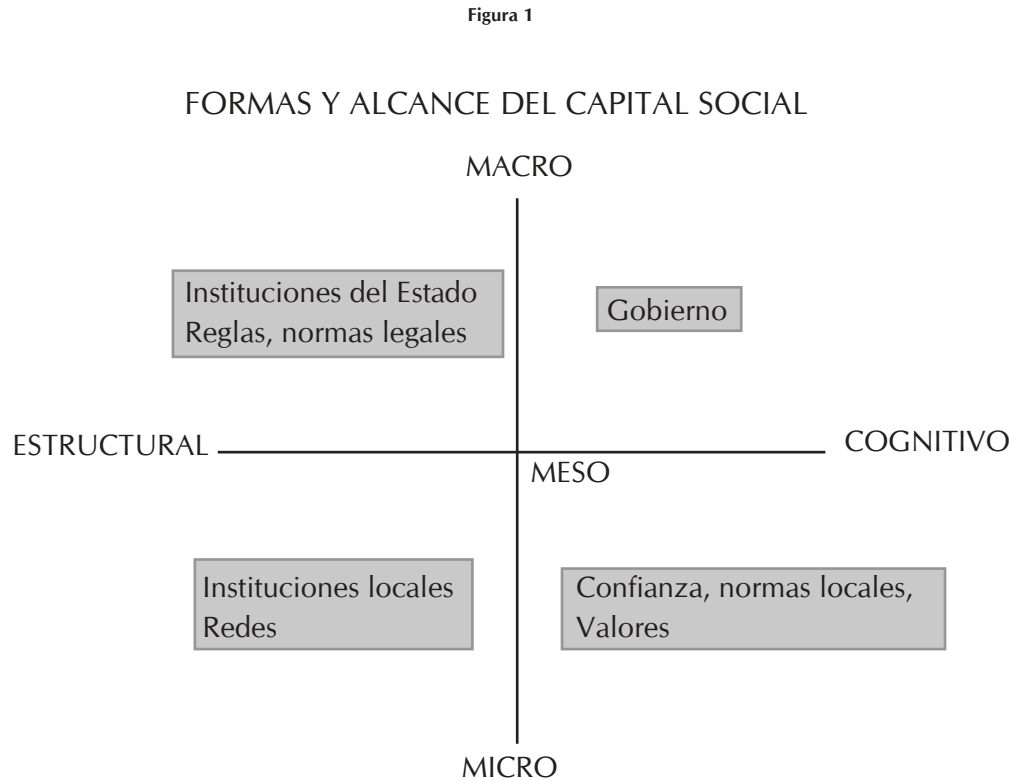 Figura 1
FORMAS Y ALCANCE DEL CAPITAL SOCIAL
MACRO
Instituciones del Estado
Reglas, normas legales
Gobierno
ESTRUCTURAL
COGNITIVO
MESO
Instituciones locales
Redes
Confianza, normas locales,
Valores
MICRO